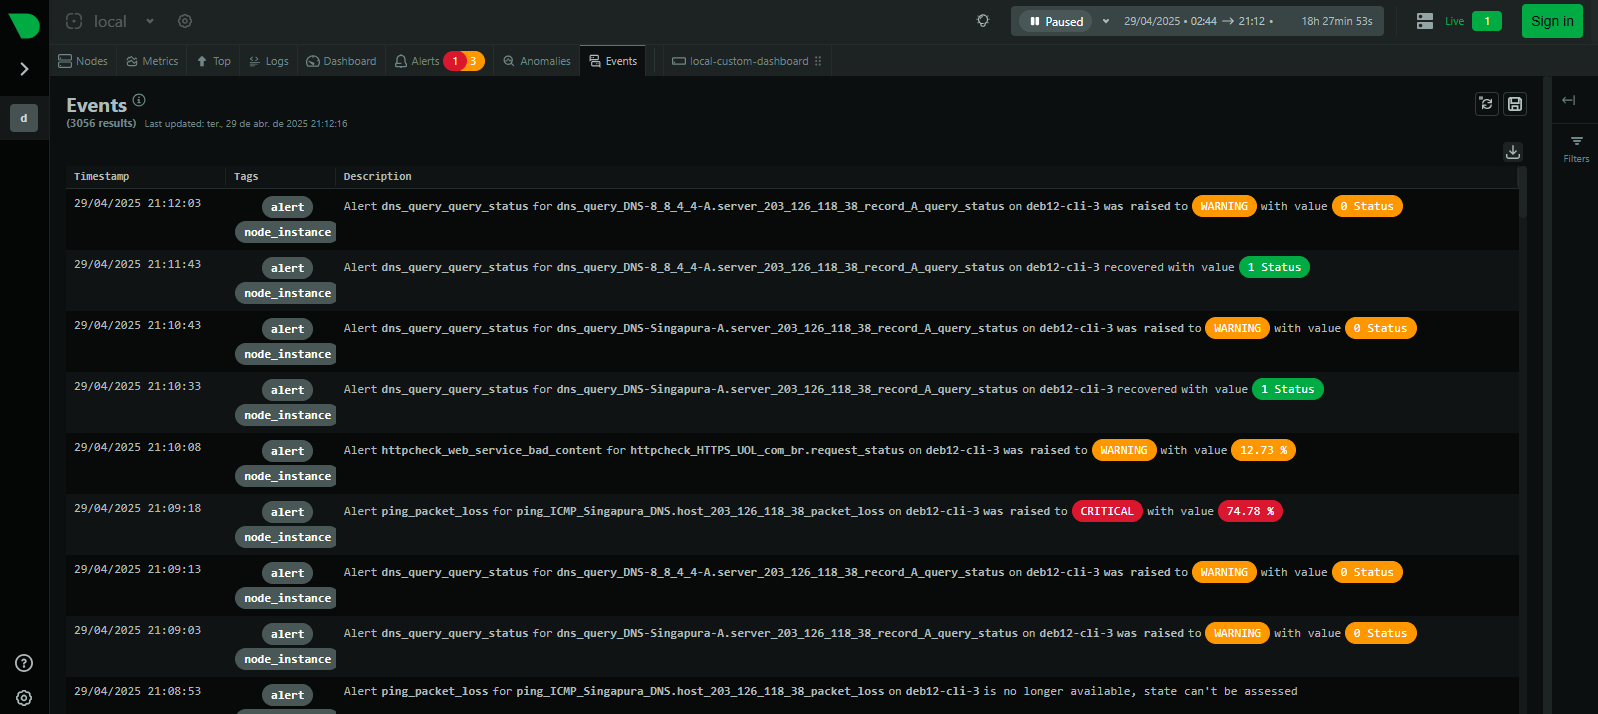 local
Paused 29/04/2025 • 02:44 → 21:12 • 18h 27min 53s Live 1 Sign in
Nodes Metrics Top Logs Dashboard Alerts 1 3 Anomalies Events local-custom-dashboard
d
Events
(3056 results) Last updated: ter., 29 de abr. de 2025 21:12:16
Filters
Timestamp Tags Description
29/04/2025 21:12:03 alert Alert dns_query_query_status for dns_query_DNS-8_8_4_4-A.server_203_126_118_38_record_A_query_status on deb12-cli-3 was raised to WARNING with value 0 Status
node_instance
29/04/2025 21:11:43 alert Alert dns_query_query_status for dns_query_DNS-8_8_4_4-A.server_203_126_118_38_record_A_query_status on deb12-cli-3 recovered with value 1 Status
node_instance
29/04/2025 21:10:43 alert Alert dns_query_query_status for dns_query_DNS-Singapura-A.server_203_126_118_38_record_A_query_status on deb12-cli-3 was raised to WARNING with value 0 Status
node_instance
29/04/2025 21:10:33 alert Alert dns_query_query_status for dns_query_DNS-Singapura-A.server_203_126_118_38_record_A_query_status on deb12-cli-3 recovered with value 1 Status
node_instance
29/04/2025 21:10:08 alert Alert httpcheck_web_service_bad_content for httpcheck_HTTPS_UOL_com_br.request_status on deb12-cli-3 was raised to WARNING with value 12.73 %
node_instance
29/04/2025 21:09:18 alert Alert ping_packet_loss for ping_ICMP_Singapura_DNS.host_203_126_118_38_packet_loss on deb12-cli-3 was raised to CRITICAL with value 74.78 %
node_instance
29/04/2025 21:09:13 alert Alert dns_query_query_status for dns_query_DNS-8_8_4_4-A.server_203_126_118_38_record_A_query_status on deb12-cli-3 was raised to WARNING with value 0 Status
node_instance
29/04/2025 21:09:03 alert Alert dns_query_query_status for dns_query_DNS-Singapura-A.server_203_126_118_38_record_A_query_status on deb12-cli-3 was raised to WARNING with value 0 Status
node_instance
29/04/2025 21:08:53 alert Alert ping_packet_loss for ping_ICMP_Singapura_DNS.host_203_126_118_38_packet_loss on deb12-cli-3 is no longer available, state can't be assessed